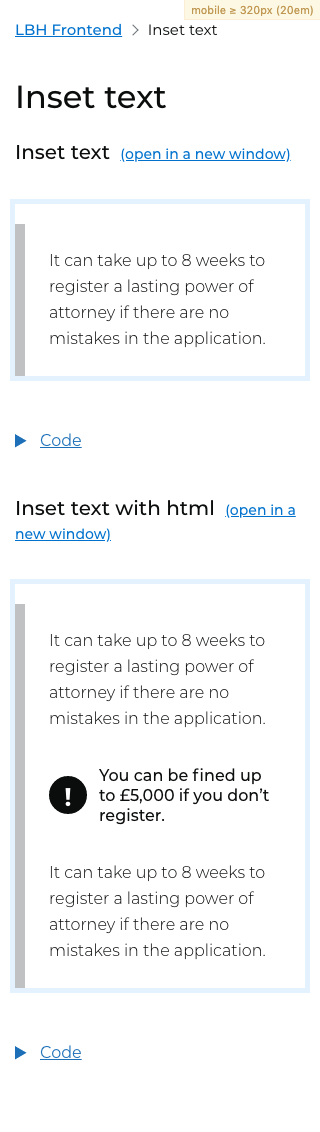 mobile ≥ 320px (20em)
LBH Frontend > Inset text
Inset text
Inset text (open in a new window)
It can take up to 8 weeks to
register a lasting power of
attorney if there are no
mistakes in the application.
Code
Inset text with html (open in a
new window)
It can take up to 8 weeks to
register a lasting power of
attorney if there are no
mistakes in the application.
! You can be fined up
to £5,000 if you don’t
register.
It can take up to 8 weeks to
register a lasting power of
attorney if there are no
mistakes in the application.
Code